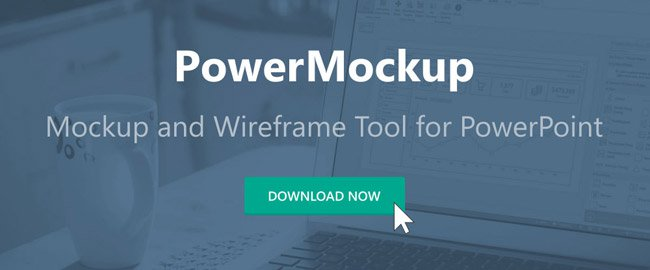 PowerMockup
Mockup and Wireframe Tool for PowerPoint
DOWNLOAD NOW